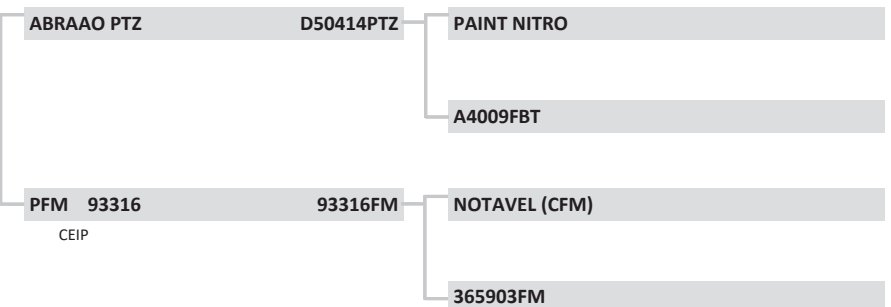 ABRAAO PTZ D50414PTZ
PAINT NITRO
A4009FBT
PFM 93316 93316FM
CEIP
NOTAVEL (CFM)
365903FM